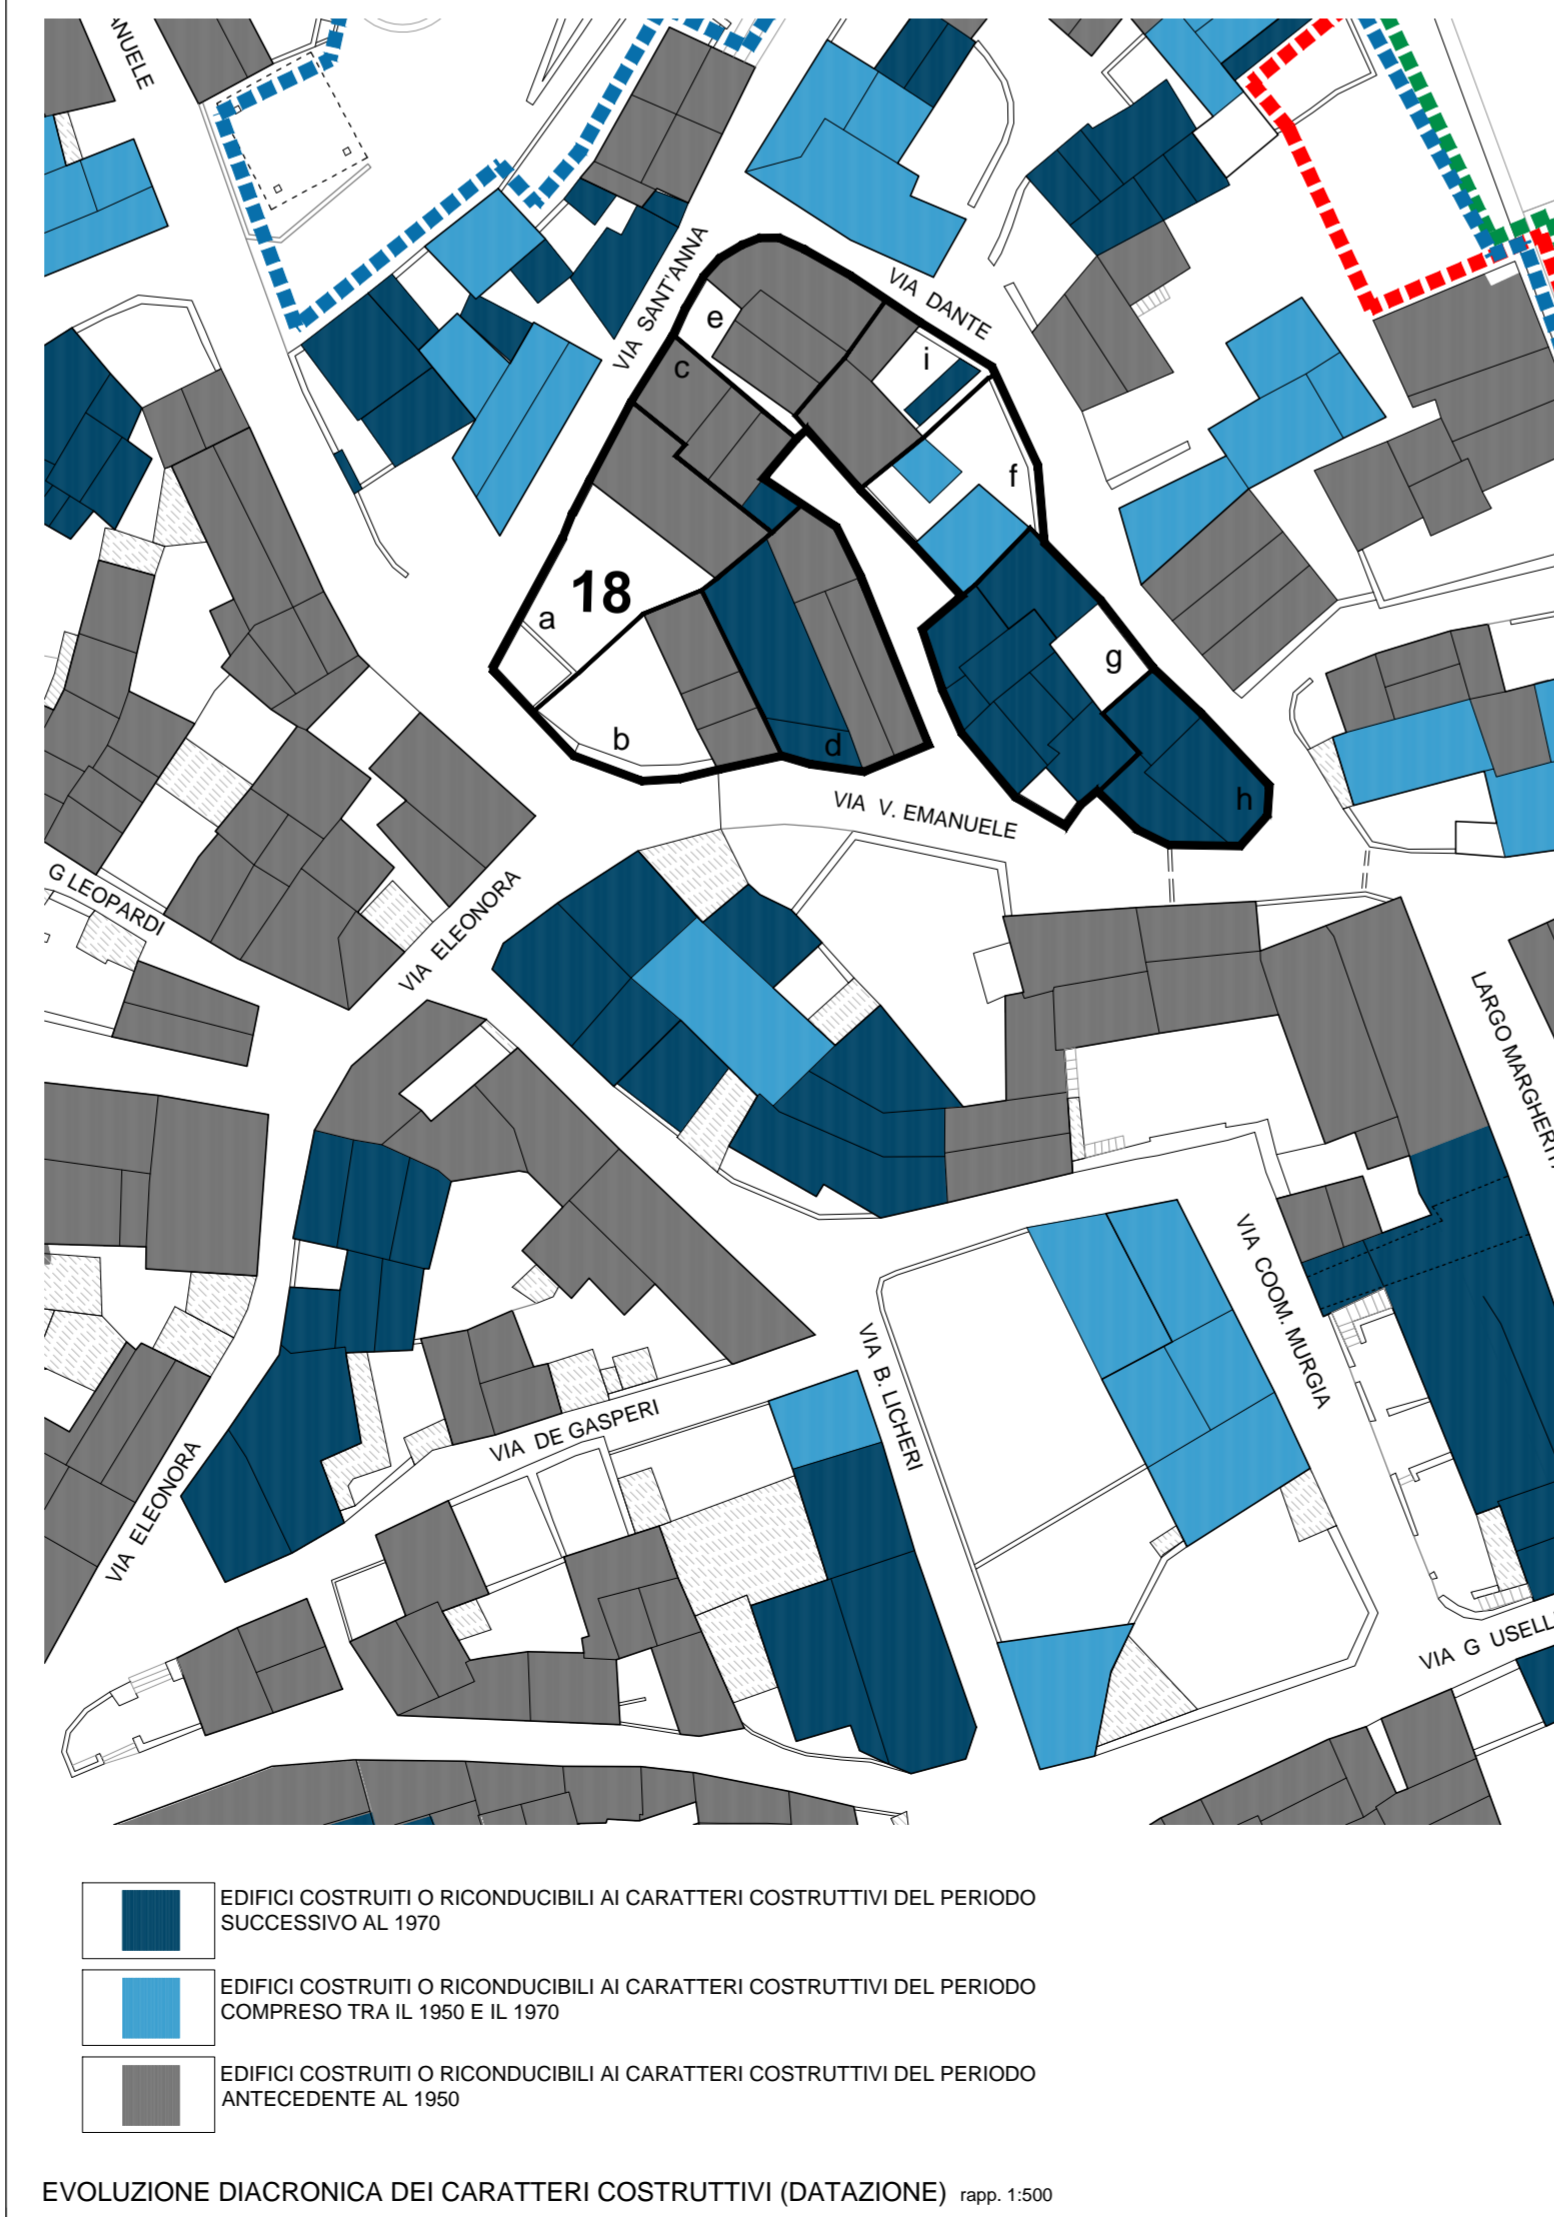 ANUELE
VIA SANT'ANNA
VIA DANTE
e
c
i
f
18
a
g
b
d
h
VIA V. EMANUELE
G LEOPARDI
VIA ELEONORA
LARGO MARGHERIT
VIA COOM. MURGIA
VIA B. LICHERI
VIA DE GASPERI
VIA ELEONORA
VIA G USELL
EDIFICI COSTRUITI O RICONDUCIBILI AI CARATTERI COSTRUTTIVI DEL PERIODO
SUCCESSIVO AL 1970
EDIFICI COSTRUITI O RICONDUCIBILI AI CARATTERI COSTRUTTIVI DEL PERIODO
COMPRESO TRA IL 1950 E IL 1970
EDIFICI COSTRUITI O RICONDUCIBILI AI CARATTERI COSTRUTTIVI DEL PERIODO
ANTECEDENTE AL 1950
EVOLUZIONE DIACRONICA DEI CARATTERI COSTRUTTIVI (DATAZIONE) rapp. 1:500